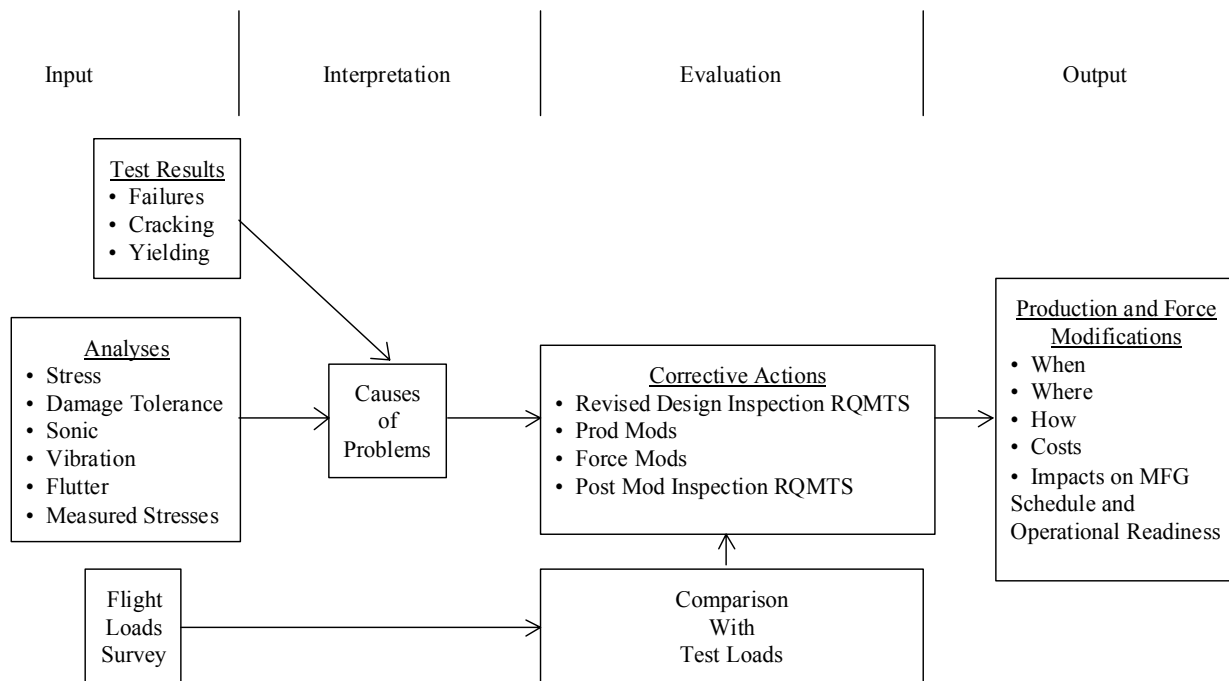 Input
Interpretation
Evaluation
Output
Test Results
• Failures
• Cracking
• Yielding
Analyses
• Stress
• Damage Tolerance
• Sonic
• Vibration
• Flutter
• Measured Stresses
Causes
of
Problems
Corrective Actions
• Revised Design Inspection RQMTS
• Prod Mods
• Force Mods
• Post Mod Inspection RQMTS
Production and Force
Modifications
• When
• Where
• How
• Costs
• Impacts on MFG
Schedule and
Operational Readiness
Flight
Loads
Survey
Comparison
With
Test Loads